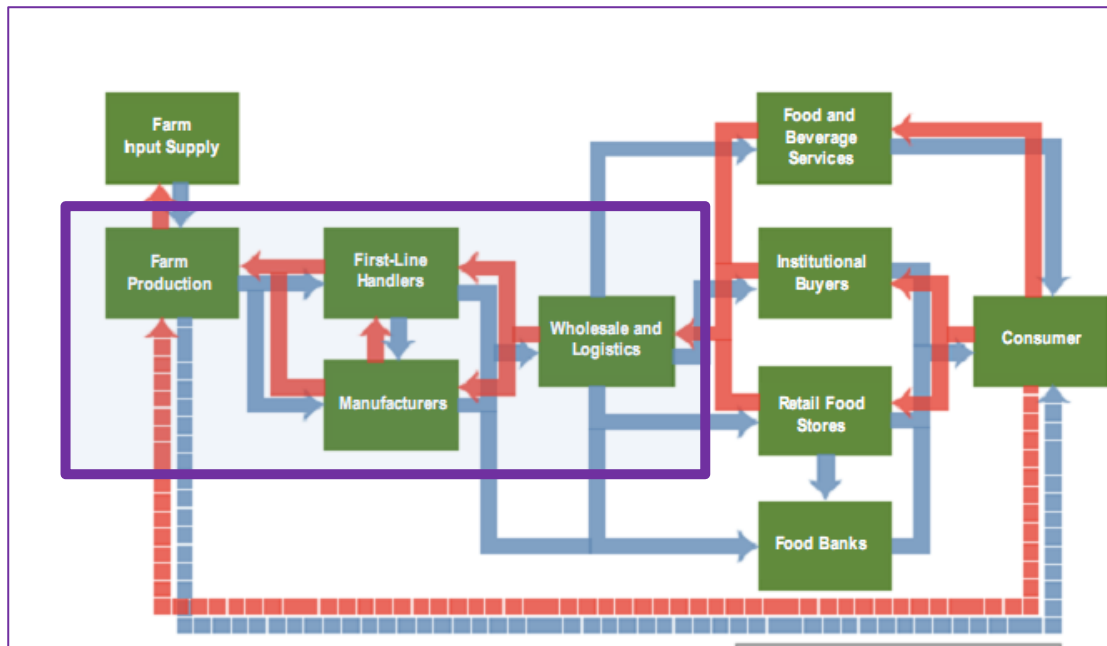 Farm
Input Supply
Food and
Beverage
Services
Farm
Production
First-Line
Handlers
Institutional
Buyers
Wholesale and
Logistics
Consumer
Manufacturers
Retail Food
Stores
Food Banks